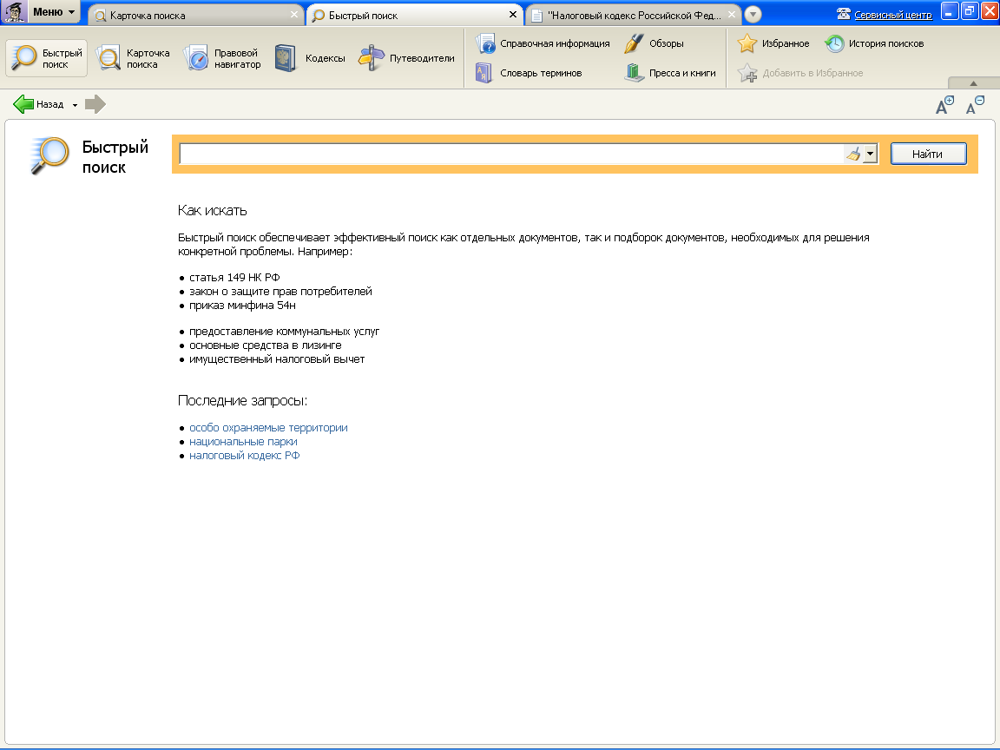 Меню
Карточка поиска
Быстрый поиск
"Налоговый кодекс Российской Фед...
Сервисный центр
Быстрый
поиск
Карточка
поиска
Правовой
навигатор
Кодексы
Путеводители
Справочная информация
Словарь терминов
Обзоры
Пресса и книги
Избранное
История поисков
Добавить в Избранное
Назад
Быстрый
поиск
Найти
Как искать
Быстрый поиск обеспечивает эффективный поиск как отдельных документов, так и подборок документов, необходимых для решения
конкретной проблемы. Например:
• статья 149 НК РФ
• закон о защите прав потребителей
• приказ минфина 54н
• предоставление коммунальных услуг
• основные средства в лизинге
• имущественный налоговый вычет
Последние запросы:
• особо охраняемые территории
• национальные парки
• налоговый кодекс РФ